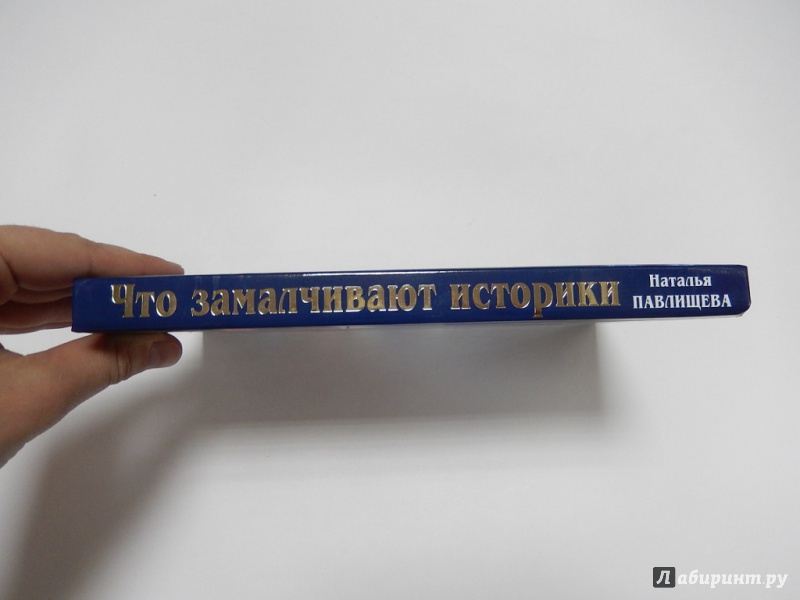 Что замалчивают историки
Наталья
ПАВЛИЩЕВА
Лабиринт.ру